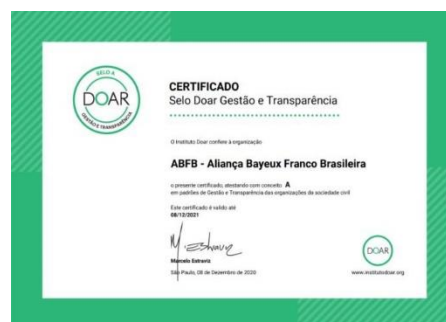 SELO A
DOAR
GESTÃO E TRANSPARÊNCIA
CERTIFICADO
Selo Doar Gestão e Transparência
O Instituto Doar confere à organização
ABFB - Aliança Bayeux Franco Brasileira
o presente certificado, atestando com conceito A
em padrões de Gestão e Transparência das organizações da sociedade civil
Este certificado é válido até
08/12/2021
M. Estraviz
Marcelo Estraviz
São Paulo, 08 de Dezembro de 2020
DOAR
www.institutodoar.org